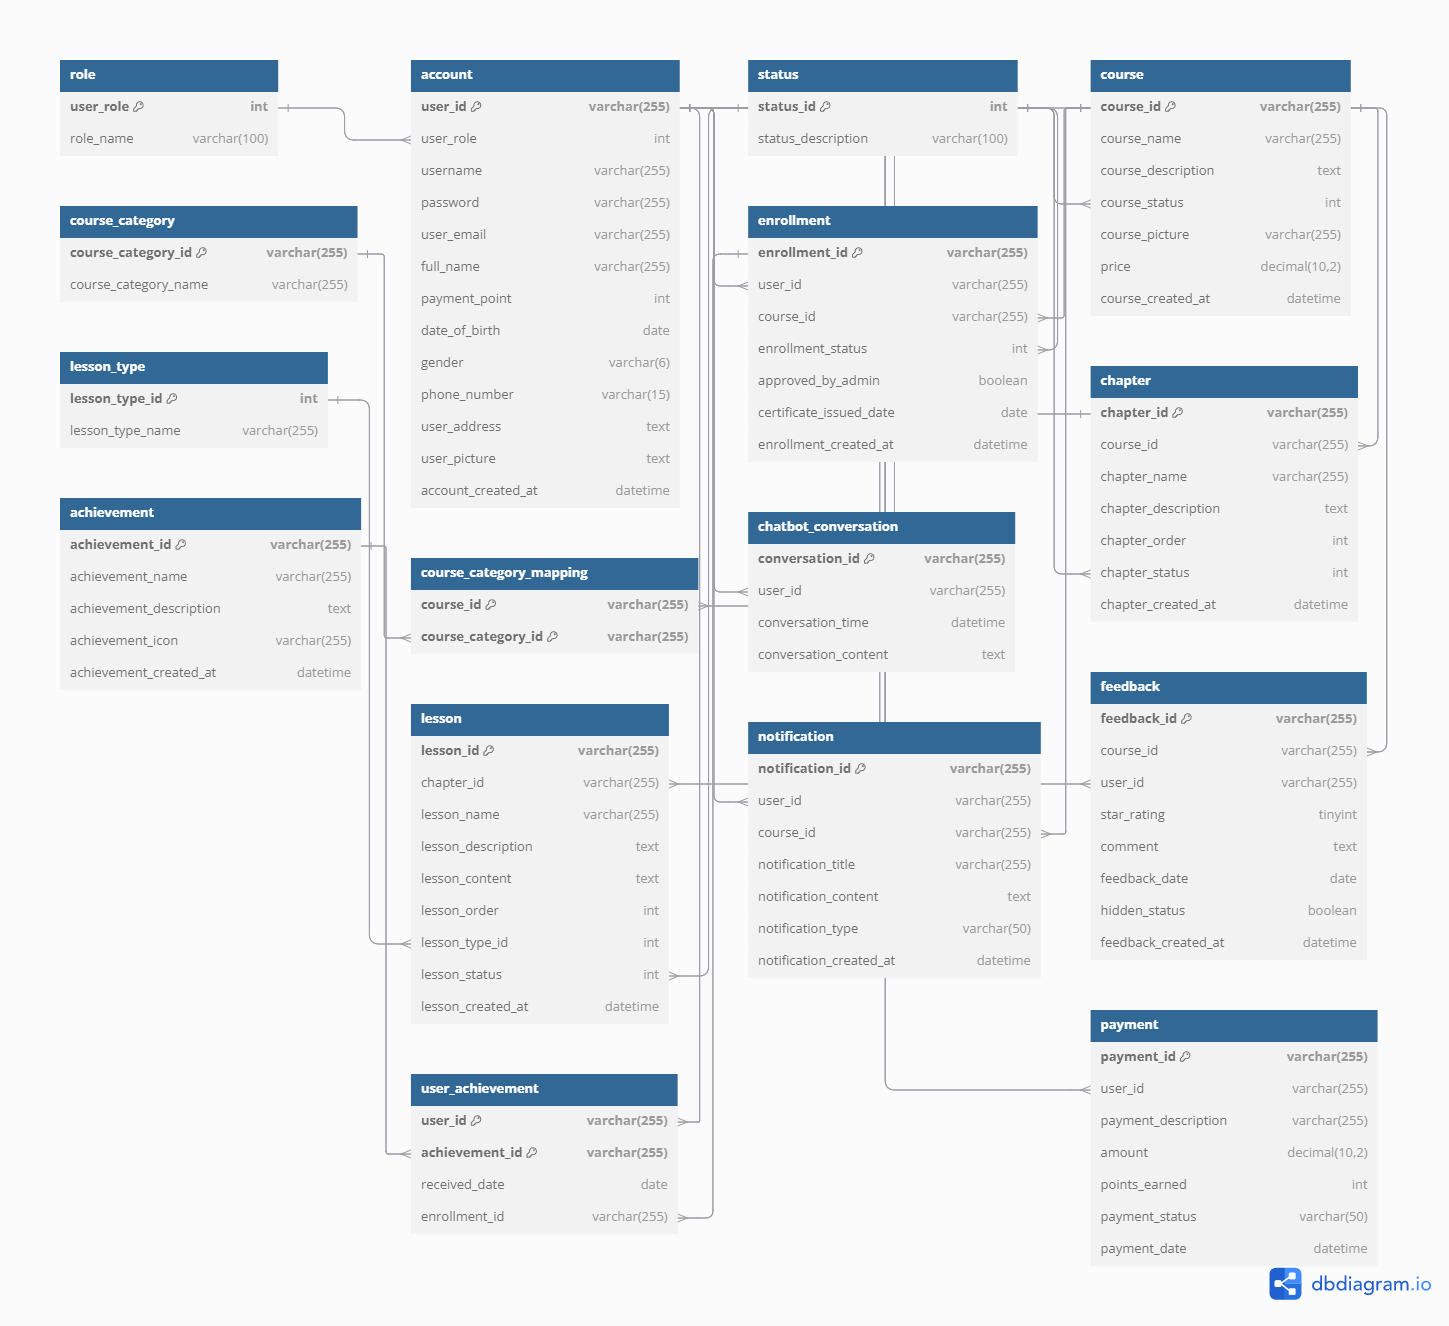 role
user_role int
role_name varchar(100)
course_category
course_category_id varchar(255)
course_category_name varchar(255)
lesson_type
lesson_type_id int
lesson_type_name varchar(255)
achievement
achievement_id varchar(255)
achievement_name varchar(255)
achievement_description text
achievement_icon varchar(255)
achievement_created_at datetime
account
user_id varchar(255)
user_role int
username varchar(255)
password varchar(255)
user_email varchar(255)
full_name varchar(255)
payment_point int
date_of_birth date
gender varchar(6)
phone_number varchar(15)
user_address text
user_picture text
account_created_at datetime
course_category_mapping
course_id varchar(255)
course_category_id varchar(255)
lesson
lesson_id varchar(255)
chapter_id varchar(255)
lesson_name varchar(255)
lesson_description text
lesson_content text
lesson_order int
lesson_type_id int
lesson_status int
lesson_created_at datetime
user_achievement
user_id varchar(255)
achievement_id varchar(255)
received_date date
enrollment_id varchar(255)
status
status_id int
status_description varchar(100)
enrollment
enrollment_id varchar(255)
user_id varchar(255)
course_id varchar(255)
enrollment_status int
approved_by_admin boolean
certificate_issued_date date
enrollment_created_at datetime
chatbot_conversation
conversation_id varchar(255)
user_id varchar(255)
conversation_time datetime
conversation_content text
notification
notification_id varchar(255)
user_id varchar(255)
course_id varchar(255)
notification_title varchar(255)
notification_content text
notification_type varchar(50)
notification_created_at datetime
course
course_id varchar(255)
course_name varchar(255)
course_description text
course_status int
course_picture varchar(255)
price decimal(10,2)
course_created_at datetime
chapter
chapter_id varchar(255)
course_id varchar(255)
chapter_name varchar(255)
chapter_description text
chapter_order int
chapter_status int
chapter_created_at datetime
feedback
feedback_id varchar(255)
course_id varchar(255)
user_id varchar(255)
star_rating tinyint
comment text
feedback_date date
hidden_status boolean
feedback_created_at datetime
payment
payment_id varchar(255)
user_id varchar(255)
payment_description varchar(255)
amount decimal(10,2)
points_earned int
payment_status varchar(50)
payment_date datetime
dbdiagram.io